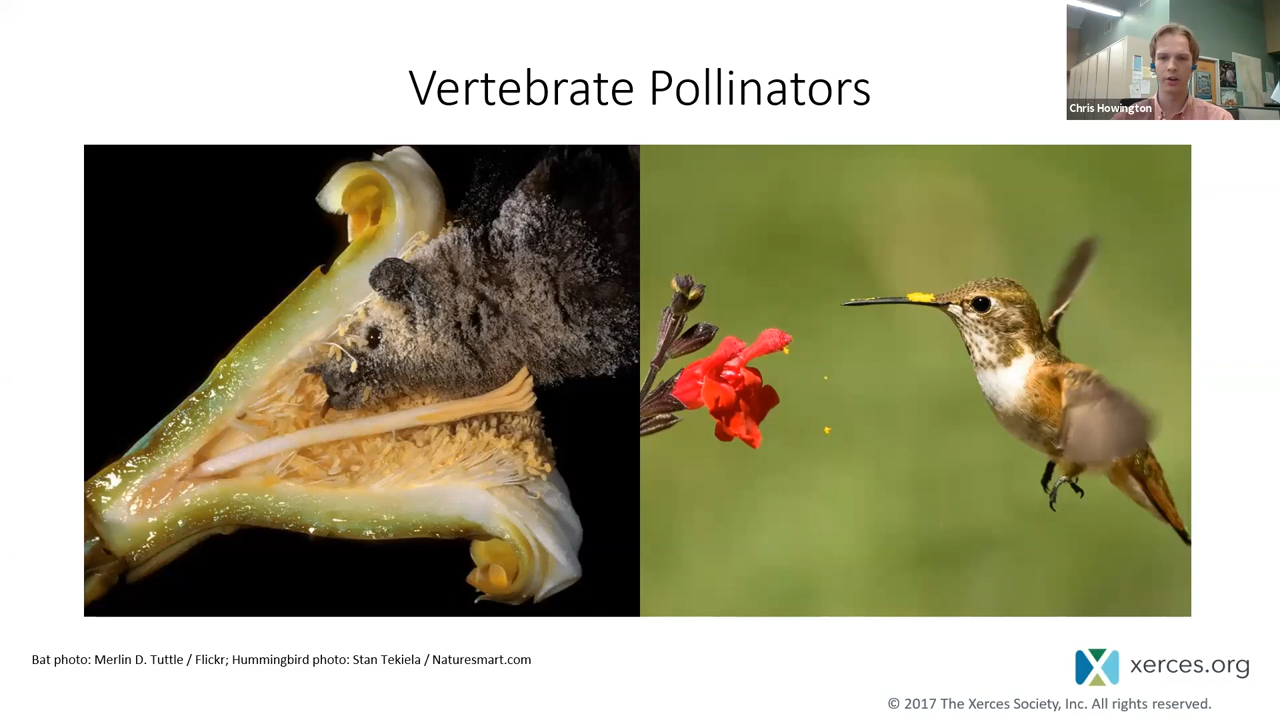 Vertebrate Pollinators
Chris Howington
Bat photo: Merlin D. Tuttle / Flickr; Hummingbird photo: Stan Tekiela / Naturesmart.com
xerces.org
© 2017 The Xerces Society, Inc. All rights reserved.